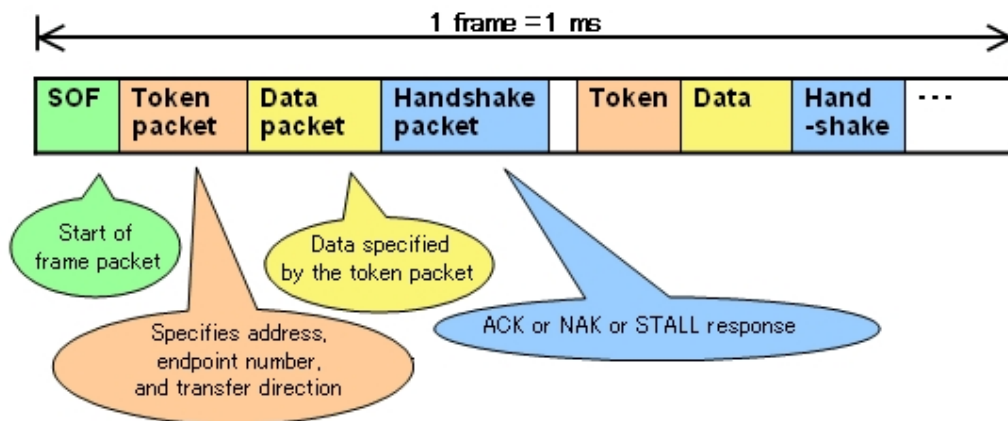 1 frame = 1 ms
SOF
Token
packet
Data
packet
Handshake
packet
Token
Data
Hand
-shake
---
Start of
frame packet
Data specified
by the token packet
Specifies address,
endpoint number,
and transfer direction
ACK or NAK or STALL response